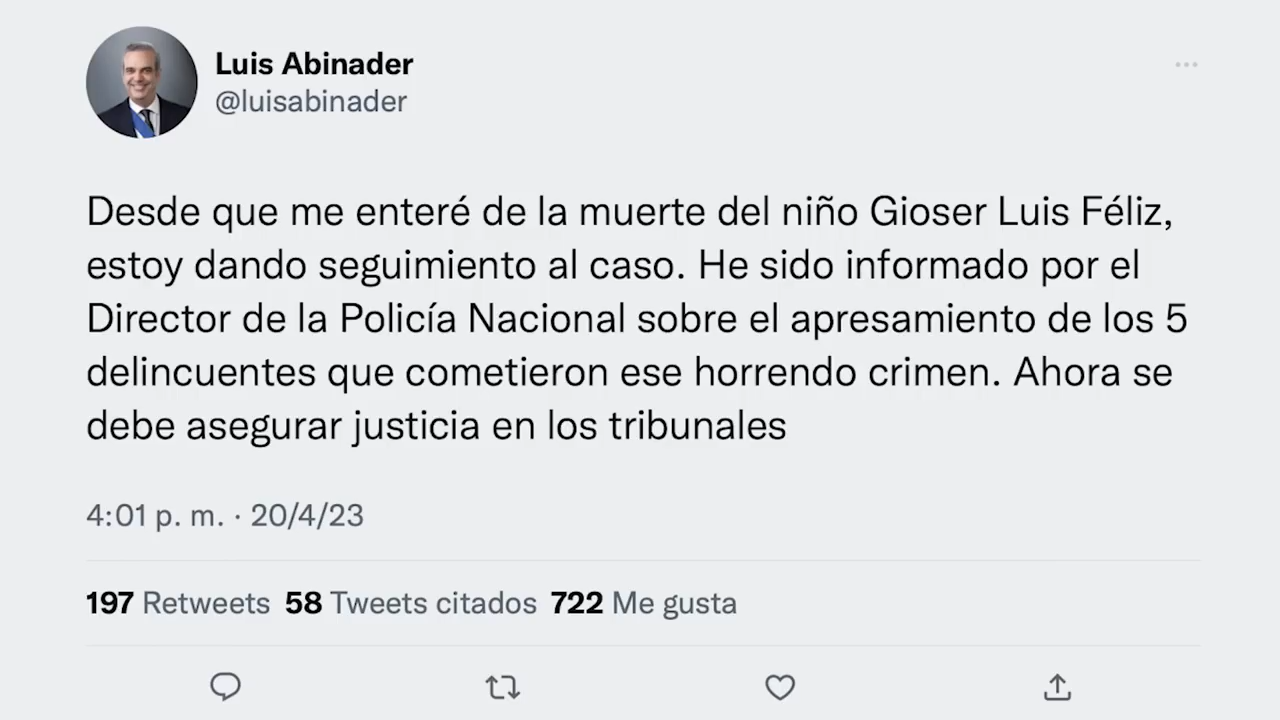 Luis Abinader
@luisabinader
Desde que me enteré de la muerte del niño Gioser Luis Féliz,
estoy dando seguimiento al caso. He sido informado por el
Director de la Policía Nacional sobre el apresamiento de los 5
delincuentes que cometieron ese horrendo crimen. Ahora se
debe asegurar justicia en los tribunales
4:01 p. m. · 20/4/23
197 Retweets 58 Tweets citados 722 Me gusta